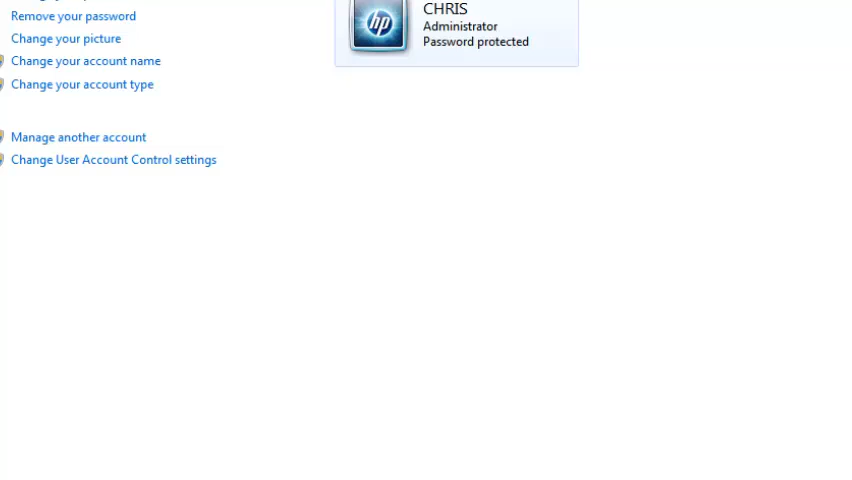 Remove your password
Change your picture
Change your account name
Change your account type
Manage another account
Change User Account Control settings
hp
CHRIS
Administrator
Password protected